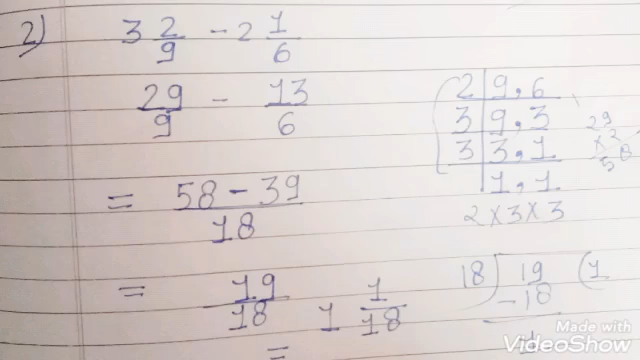 2) 3 2/9 - 2 1/6
29/9 - 13/6
2 | 9, 6
3 | 9, 3
3 | 3, 1
1, 1
2 x 3 x 3
29
x 2
58
= 58 - 39 / 18
= 19/18
= 1 1/18
18) 19 (1
- 18
1
Made with
VideoShow